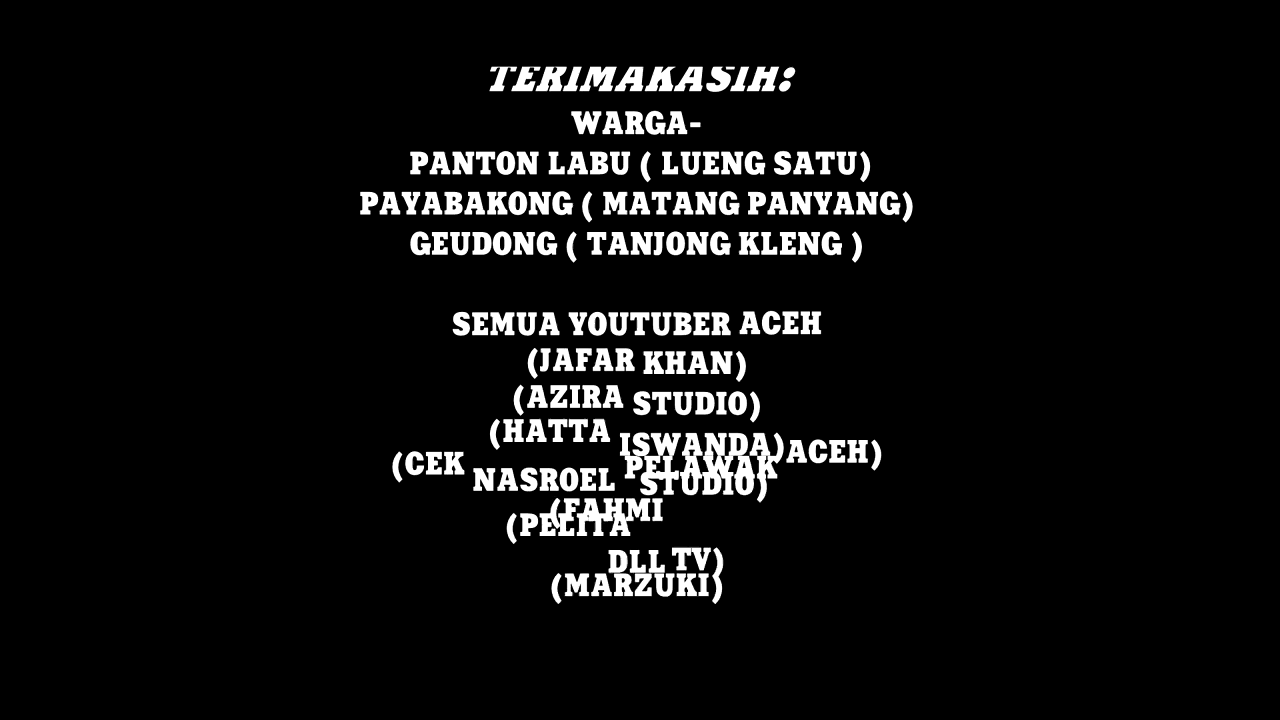 TERIMAKASIH:
WARGA-
PANTON LABU ( LUENG SATU)
PAYABAKONG ( MATANG PANYANG)
GEUDONG ( TANJONG KLENG )
SEMUA YOUTUBER ACEH
(JAFAR KHAN)
(AZIRA STUDIO)
(HATTA ISWANDA)
(CEK NASROEL PELAWAK ACEH)
(FAHMI STUDIO)
(PELITA TV)
(MARZUKI)
DLL